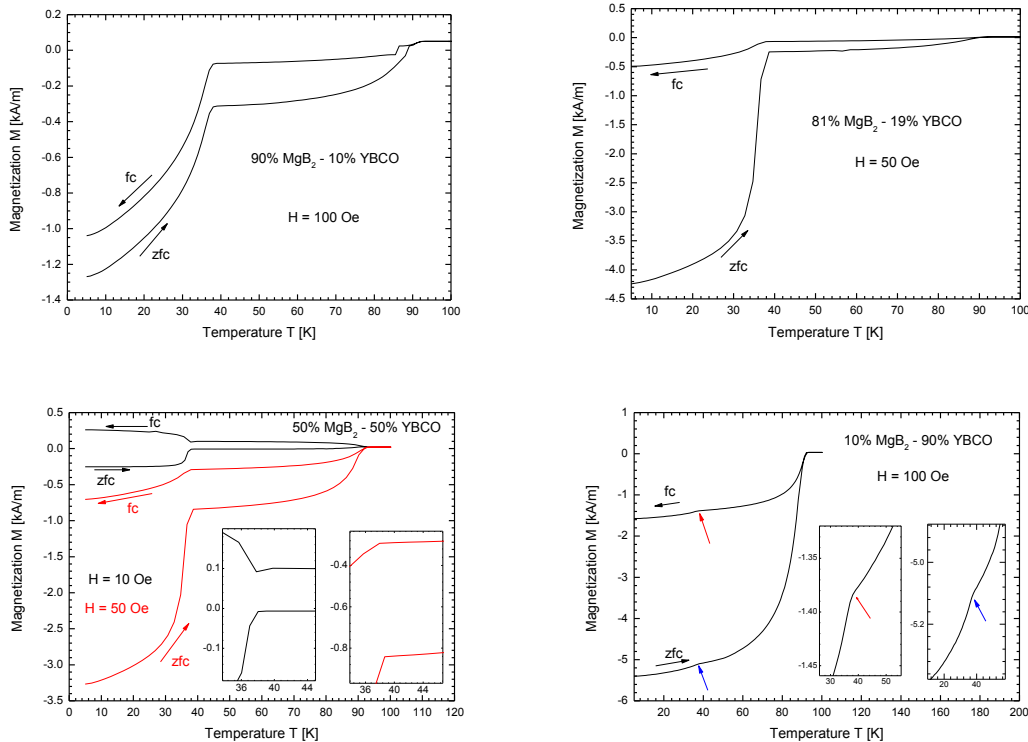 0.2
0.0
-0.2
-0.4
-0.6
-0.8
-1.0
-1.2
-1.4
Magnetization M [kA/m]
90% MgB₂ - 10% YBCO
fc
H = 100 Oe
zfc
0 10 20 30 40 50 60 70 80 90 100
Temperature T [K]
0.5
0.0
-0.5
-1.0
-1.5
-2.0
-2.5
-3.0
-3.5
-4.0
-4.5
Magnetization M [kA/m]
fc
81% MgB₂ - 19% YBCO
H = 50 Oe
zfc
10 20 30 40 50 60 70 80 90 100
Temperature T [K]
0.5
0.0
-0.5
-1.0
-1.5
-2.0
-2.5
-3.0
-3.5
Magnetization M [kA/m]
fc
50% MgB₂ - 50% YBCO
zfc
fc
H = 10 Oe
H = 50 Oe
zfc
0.1
0.0
-0.1
36 38 40 42 44
-0.4
-0.6
-0.8
36 38 40 42 44 46
0 10 20 30 40 50 60 70 80 90 100 110 120
Temperature T [K]
1
0
-1
-2
-3
-4
-5
-6
Magnetization M [kA/m]
10% MgB₂ - 90% YBCO
fc
H = 100 Oe
zfc
-1.35
-1.40
-1.45
30 40 50
-5.0
-5.2
20 40
20 40 60 80 100 120 140 160 180 200
Temperature T [K]